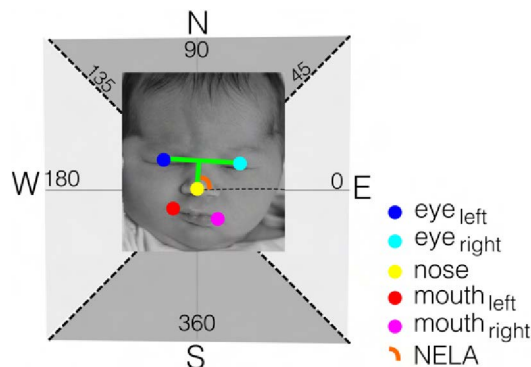 N
90
135
45
W 180
0 E
eye left
eye right
nose
mouth left
mouth right
NELA
360
S